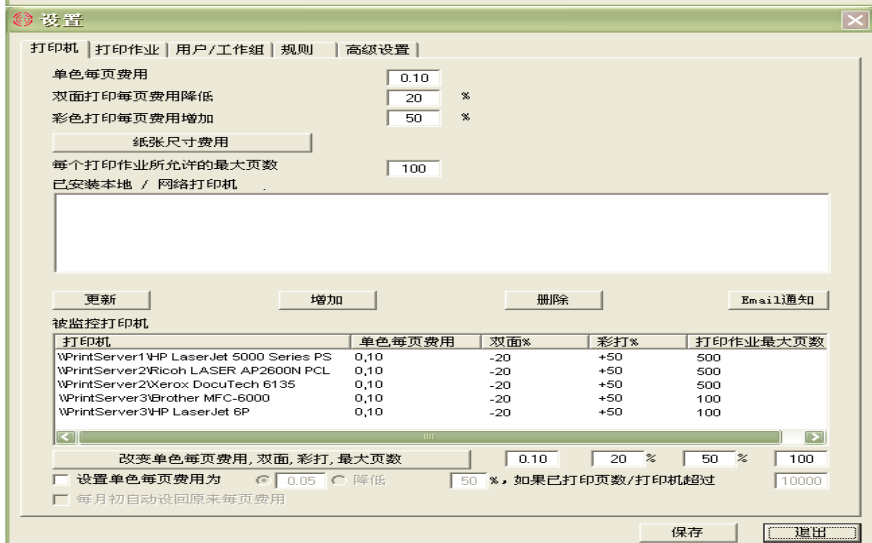 设置
打印机 打印作业 用户/工作组 规则 高级设置
单色每页费用 0.10
双面打印每页费用降低 20 %
彩色打印每页费用增加 50 %
纸张尺寸费用
每个打印作业所允许的最大页数 100
已安装本地 / 网络打印机
更新 增加 删除 Email通知
被监控打印机
打印机 单色每页费用 双面% 彩打% 打印作业最大页数
\\PrintServer1\HP LaserJet 5000 Series PS 0,10 -20 +50 500
\\PrintServer2\Ricoh LASER AP2600N PCL 0,10 -20 +50 500
\\PrintServer2\Xerox DocuTech 6135 0,10 -20 +50 500
\\PrintServer3\Brother MFC-6000 0,10 -20 +50 100
\\PrintServer3\HP LaserJet 6P 0,10 -20 +50 100
改变单色每页费用, 双面, 彩打, 最大页数 0.10 20 % 50 % 100
设置单色每页费用为 0.05 降低 50 %, 如果已打印页数/打印机超过 10000
每月初自动设回原来每页费用
保存 退出